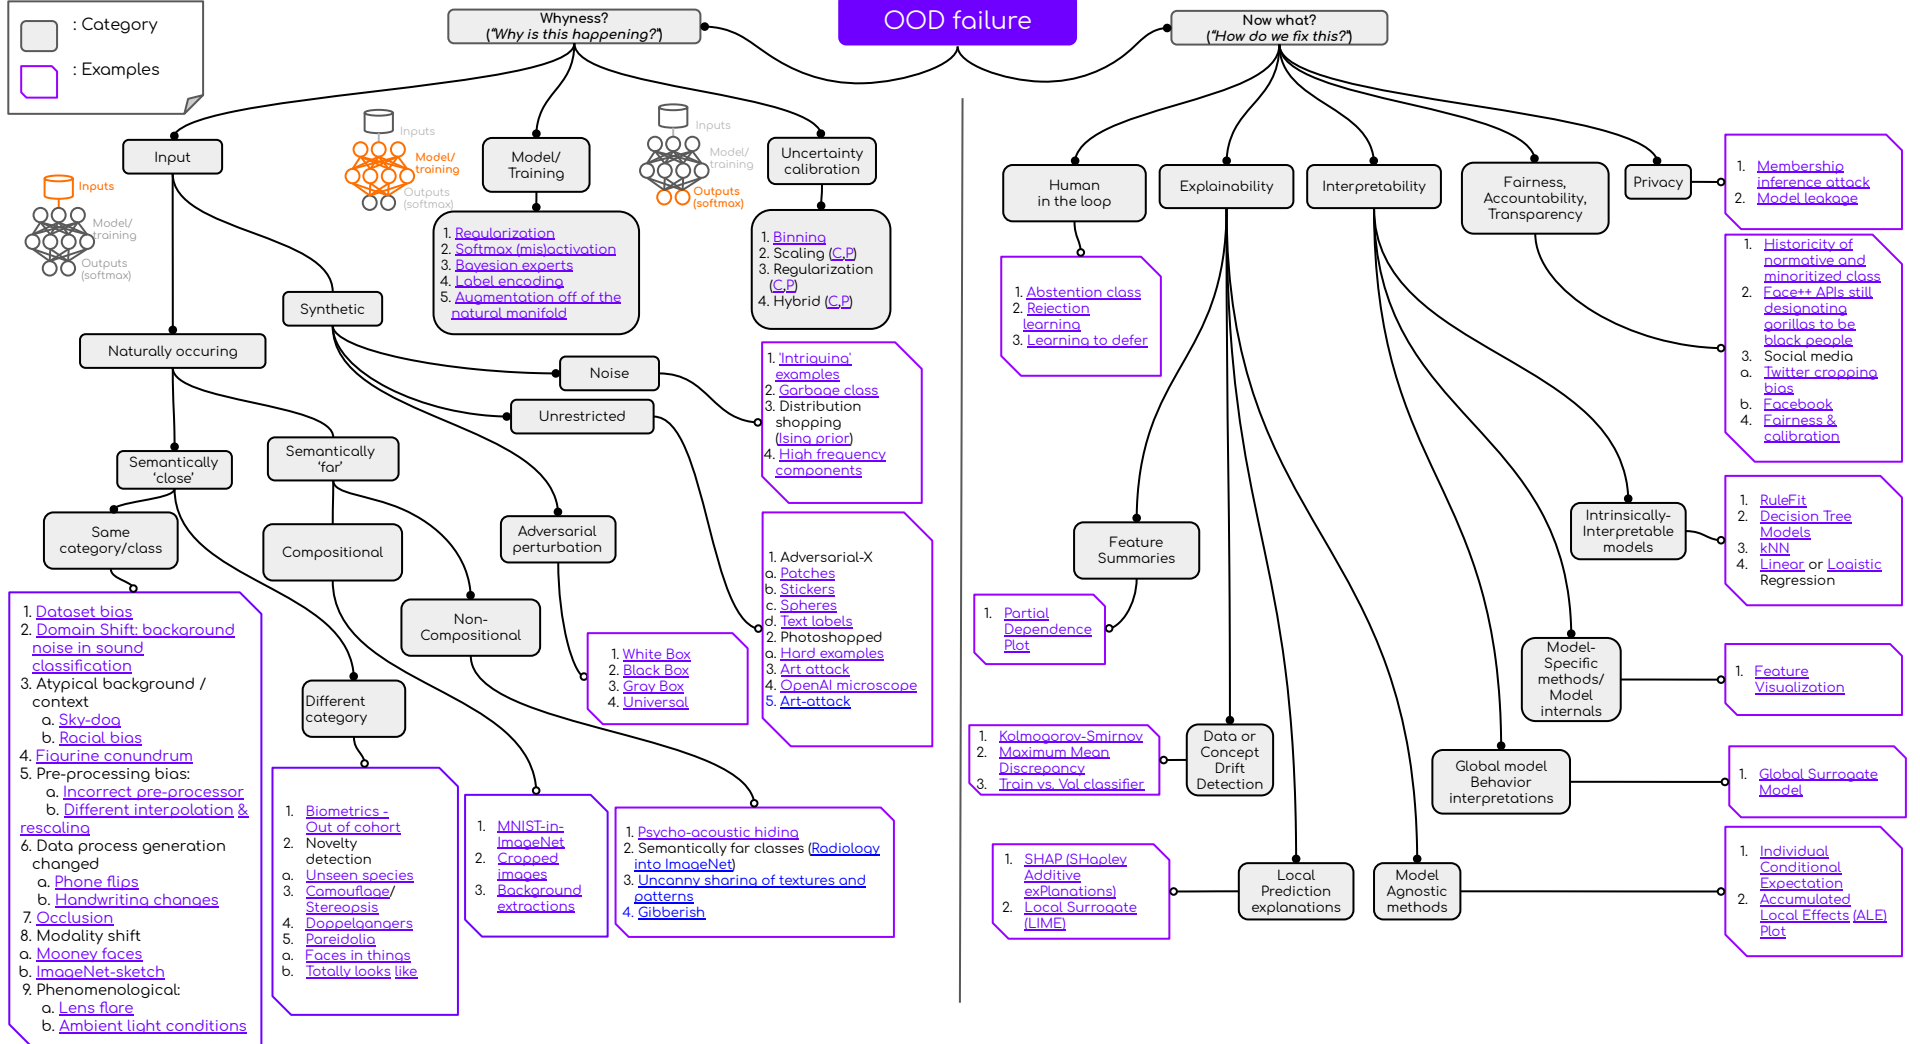 : Category
: Examples
OOD failure
Whyness?
("Why is this happening?")
Now what?
("How do we fix this?")
Input
Inputs
Model/
training
Outputs
(softmax)
Inputs
Model/
training
Outputs
(softmax)
Model/
Training
1. Regularization
2. Softmax (mis)activation
3. Bayesian experts
4. Label encoding
5. Augmentation off of the
natural manifold
Inputs
Model/
training
Outputs
(softmax)
Uncertainty
calibration
1. Binning
2. Scaling (C,P)
3. Regularization
(C,P)
4. Hybrid (C,P)
Naturally occuring
Synthetic
Noise
Unrestricted
1. 'Intriguing'
examples
2. Garbage class
3. Distribution
shopping
(Ising prior)
4. High frequency
components
Semantically
‘close’
Semantically
‘far’
Same
category/class
Compositional
Adversarial
perturbation
Non-
Compositional
Different
category
1. Dataset bias
2. Domain Shift: background
noise in sound
classification
3. Atypical background /
context
a. Sky-dog
b. Racial bias
4. Figurine conundrum
5. Pre-processing bias:
a. Incorrect pre-processor
b. Different interpolation &
rescaling
6. Data process generation
changed
a. Phone flips
b. Handwriting changes
7. Occlusion
8. Modality shift
a. Mooney faces
b. ImageNet-sketch
9. Phenomenological:
a. Lens flare
b. Ambient light conditions
1. Biometrics -
Out of cohort
2. Novelty
detection
a. Unseen species
3. Camouflage/
Stereopsis
4. Doppelgangers
5. Pareidolia
a. Faces in things
b. Totally looks like
1. MNIST-in-
ImageNet
2. Cropped
images
3. Background
extractions
1. White Box
2. Black Box
3. Gray Box
4. Universal
1. Adversarial-X
a. Patches
b. Stickers
c. Spheres
d. Text labels
2. Photoshopped
a. Hard examples
3. Art attack
4. OpenAI microscope
5. Art-attack
1. Psycho-acoustic hiding
2. Semantically far classes (Radiology
into ImageNet)
3. Uncanny sharing of textures and
patterns
4. Gibberish
Human
in the loop
Explainability
Interpretability
Fairness,
Accountability,
Transparency
Privacy
1. Membership
inference attack
2. Model leakage
1. Historicity of
normative and
minoritized class
2. Face++ APIs still
designating
gorillas to be
black people
3. Social media
a. Twitter cropping
bias
b. Facebook
4. Fairness &
calibration
1. Abstention class
2. Rejection
learning
3. Learning to defer
Feature
Summaries
1. Partial
Dependence
Plot
Intrinsically-
Interpretable
models
1. RuleFit
2. Decision Tree
Models
3. kNN
4. Linear or Logistic
Regression
Model-
Specific
methods/
Model
internals
1. Feature
Visualization
Data or
Concept
Drift
Detection
1. Kolmogorov-Smirnov
2. Maximum Mean
Discrepancy
3. Train vs. Val classifier
Global model
Behavior
interpretations
1. Global Surrogate
Model
Local
Prediction
explanations
1. SHAP (SHapley
Additive
exPlanations)
2. Local Surrogate
(LIME)
Model
Agnostic
methods
1. Individual
Conditional
Expectation
2. Accumulated
Local Effects (ALE)
Plot